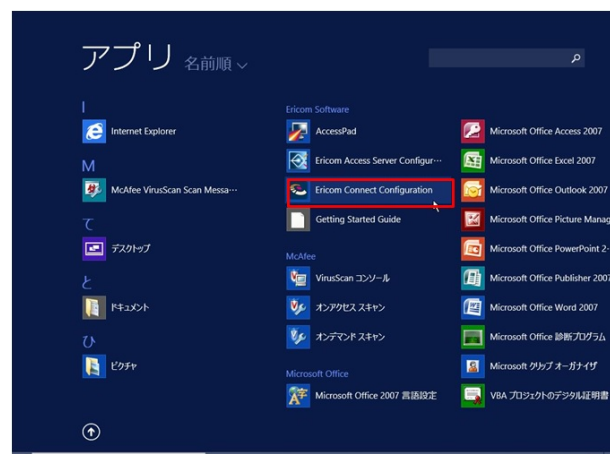 アプリ 名前順
I
Internet Explorer
M
McAfee VirusScan Scan Messa…
て
デスクトップ
と
ドキュメント
ひ
ピクチャ
Ericom Software
AccessPad
Ericom Access Server Configur…
Ericom Connect Configuration
Getting Started Guide
McAfee
VirusScan コンソール
オンアクセス スキャン
オンデマンド スキャン
Microsoft Office
Microsoft Office 2007 言語設定
Microsoft Office Access 2007
Microsoft Office Excel 2007
Microsoft Office Outlook 2007
Microsoft Office Picture Manag
Microsoft Office PowerPoint 2
Microsoft Office Publisher 2007
Microsoft Office Word 2007
Microsoft Office 診断プログラム
Microsoft クリップ オーガナイザ
VBA プロジェクトのデジタル証明書